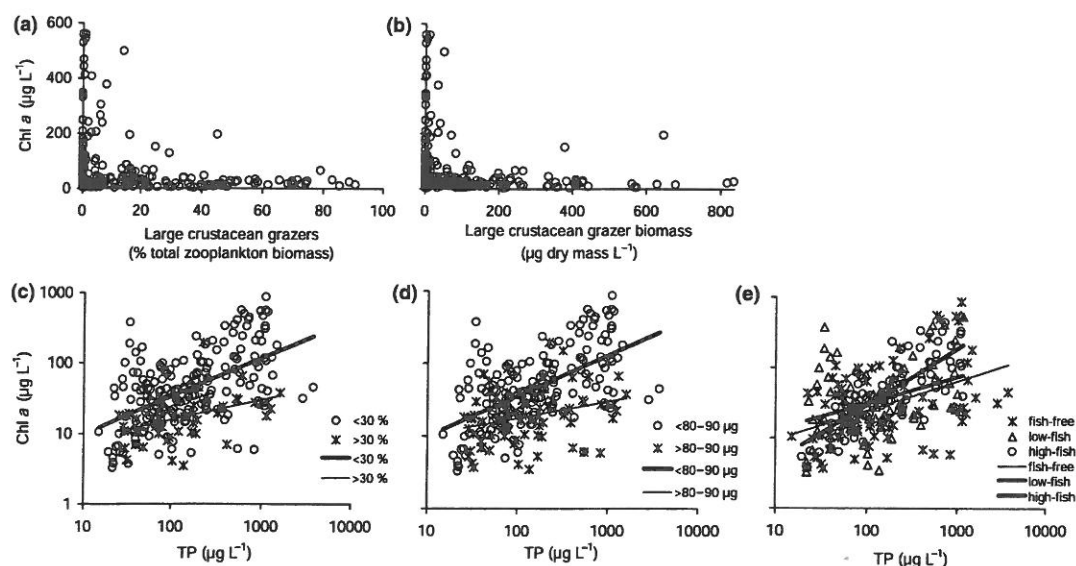 (a)
600
400
200
0
Chl a (µg L⁻¹)
0 20 40 60 80 100
Large crustacean grazers
(% total zooplankton biomass)
(b)
0 200 400 600 800
Large crustacean grazer biomass
(µg dry mass L⁻¹)
(c)
1000
100
10
1
Chl a (µg L⁻¹)
10 100 1000 10000
TP (µg L⁻¹)
<30 %
>30 %
<30 %
>30 %
(d)
10 100 1000 10000
TP (µg L⁻¹)
<80–90 µg
>80–90 µg
<80–90 µg
>80–90 µg
(e)
10 100 1000 10000
TP (µg L⁻¹)
fish-free
low-fish
high-fish
fish-free
low-fish
high-fish